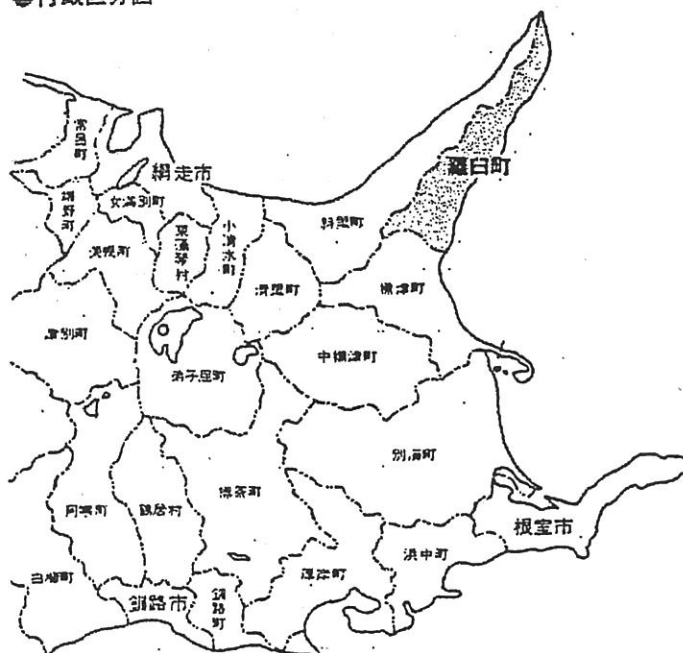 ●行政区分図
常呂町
網走市
羅臼町
端野町
女満別町
東藻琴村
小清水町
斜里町
美幌町
清里町
標津町
津別町
弟子屈町
中標津町
別海町
阿寒町
鶴居村
標茶町
根室市
浜中町
白糠町
釧路市
釧路町
厚岸町